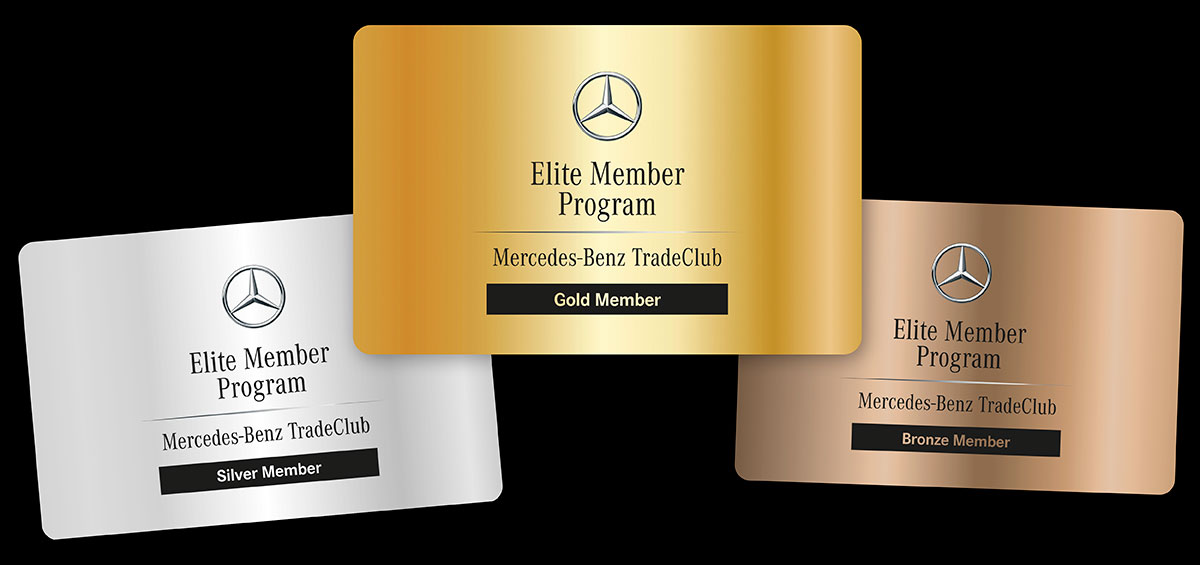 Elite Member
Program
Mercedes-Benz TradeClub
Gold Member
Elite Member
Program
Mercedes-Benz TradeClub
Silver Member
Elite Member
Program
Mercedes-Benz TradeClub
Bronze Member